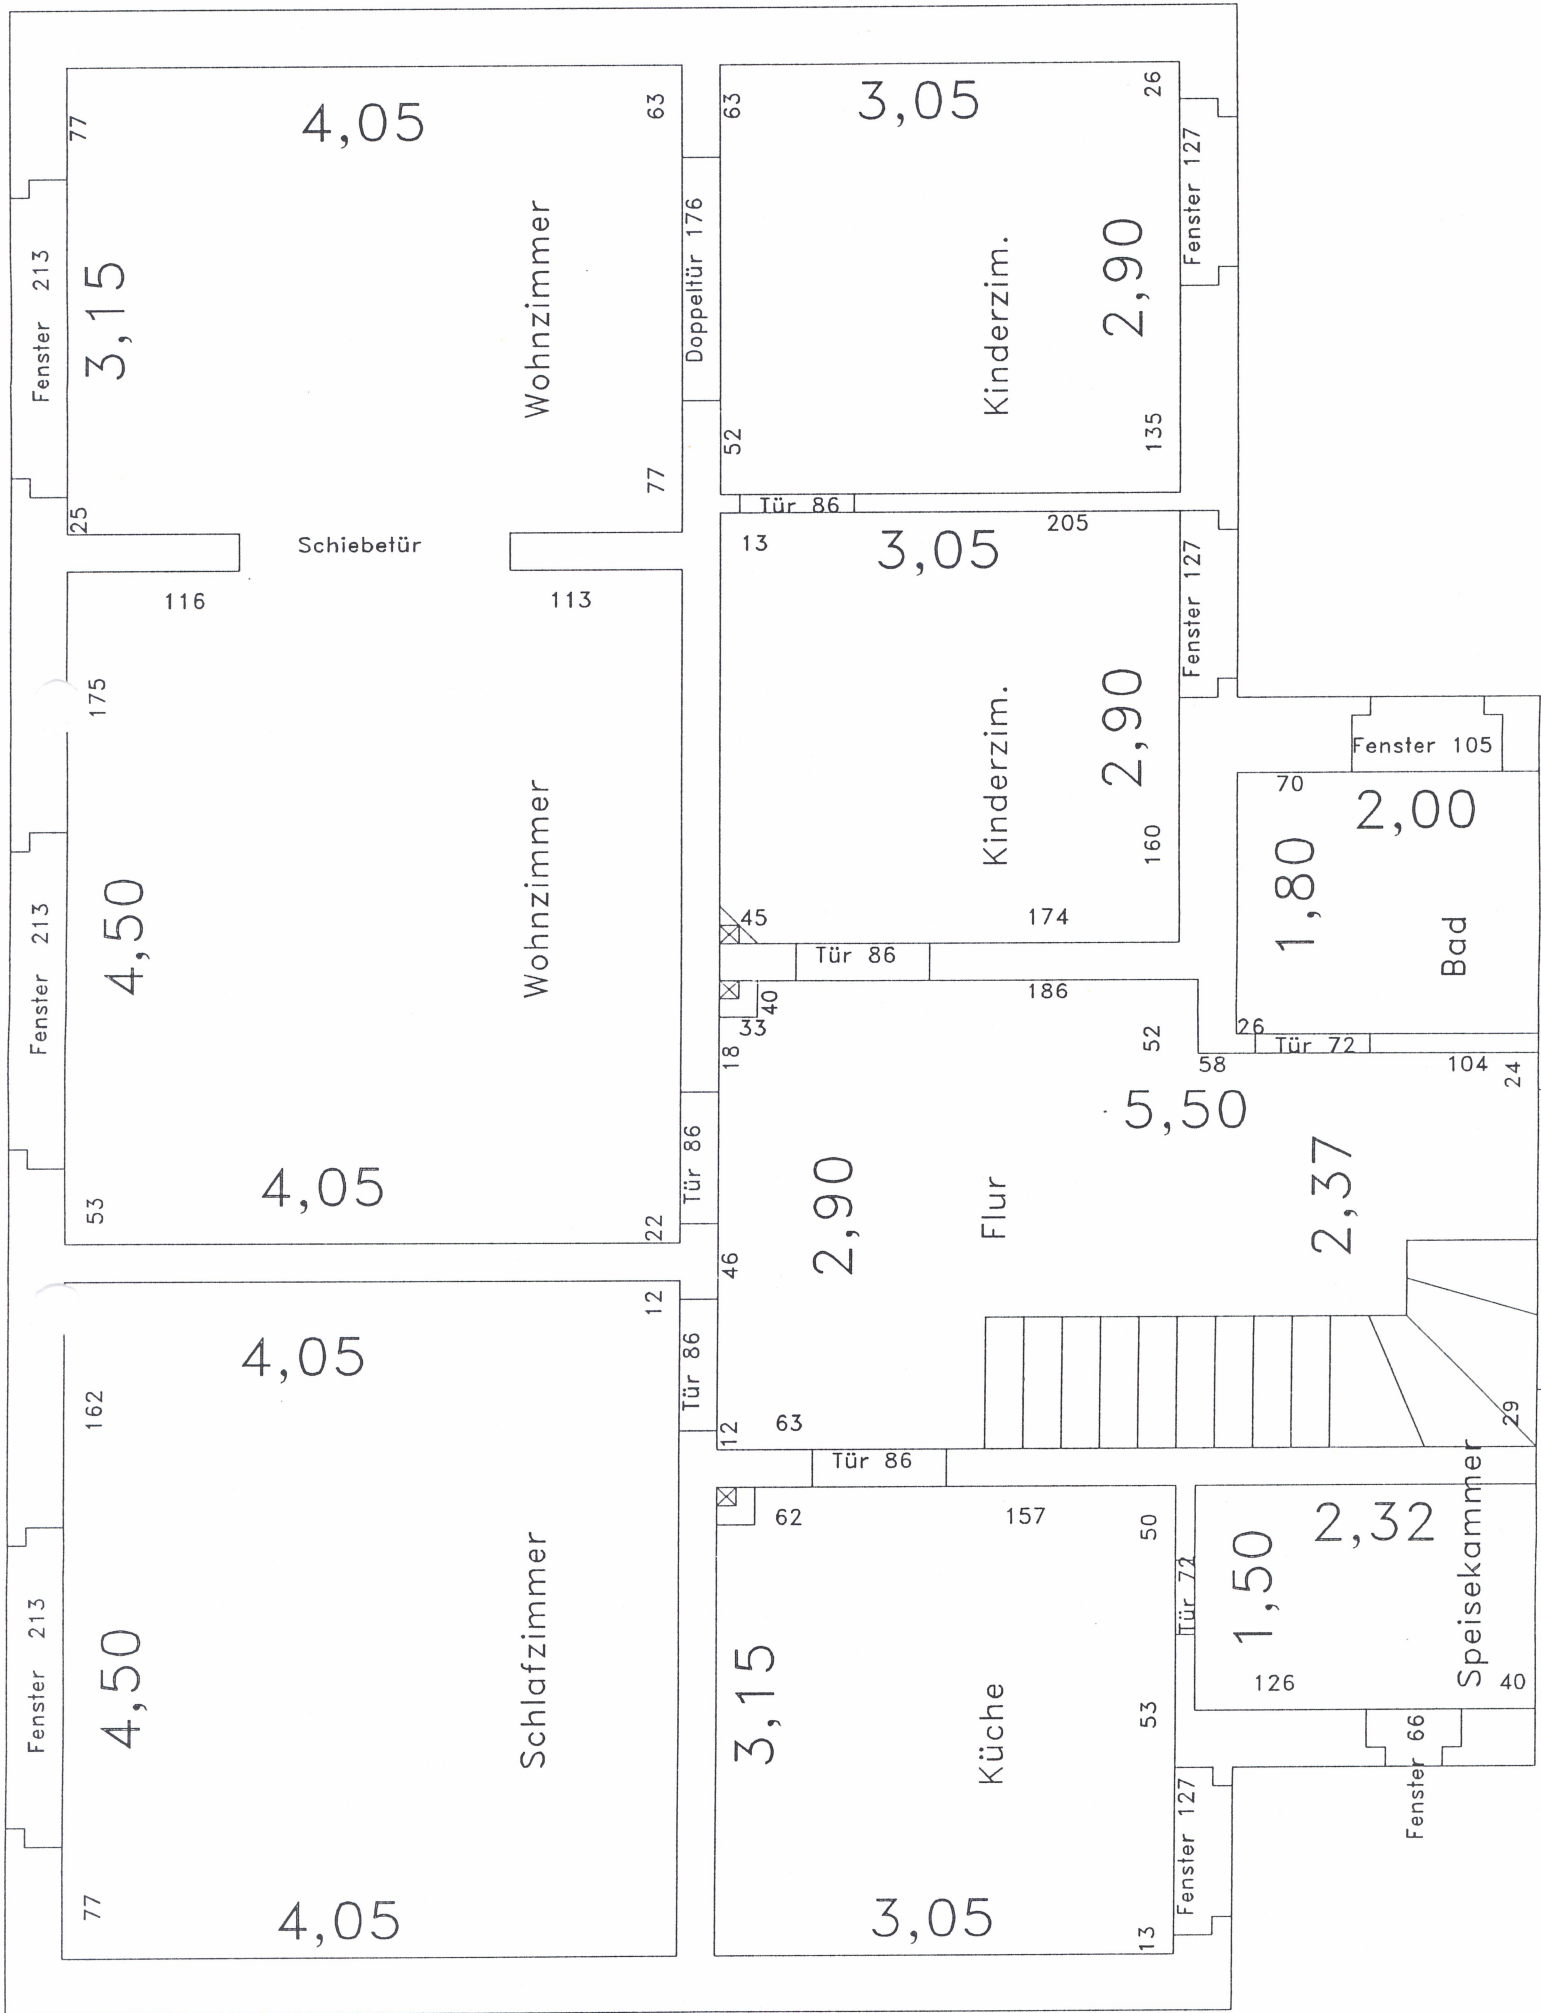 77
4,05
63
Fenster 213
3,15
Wohnzimmer
Doppeltür 176
25
77
Schiebetür
116
113
63
3,05
26
Fenster 127
Kinderzim.
2,90
52
135
Tür 86
13
205
3,05
Fenster 127
Kinderzim.
2,90
160
45
174
Tür 86
175
Fenster 213
4,50
Wohnzimmer
53
4,05
22
Tür 86
Fenster 105
70
2,00
1,80
Bad
26
Tür 72
58
104
24
186
40
33
18
52
5,50
2,90
Flur
2,37
46
12
63
29
12
4,05
Tür 86
162
Fenster 213
4,50
Schlafzimmer
77
4,05
Tür 86
62
157
50
3,15
Küche
53
3,05
13
Fenster 127
Tür 72
2,32
1,50
Speisekammer
126
40
Fenster 66